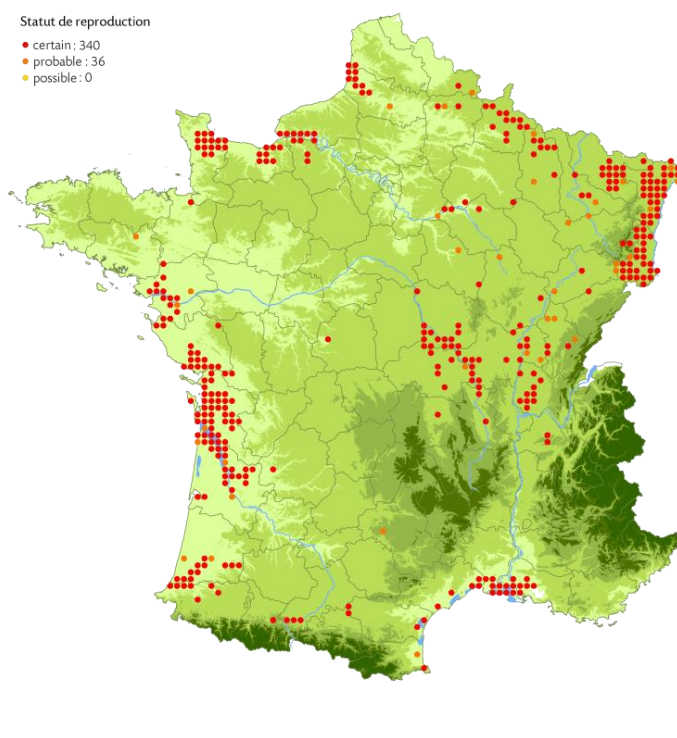 Statut de reproduction
certain : 340
probable : 36
possible : 0